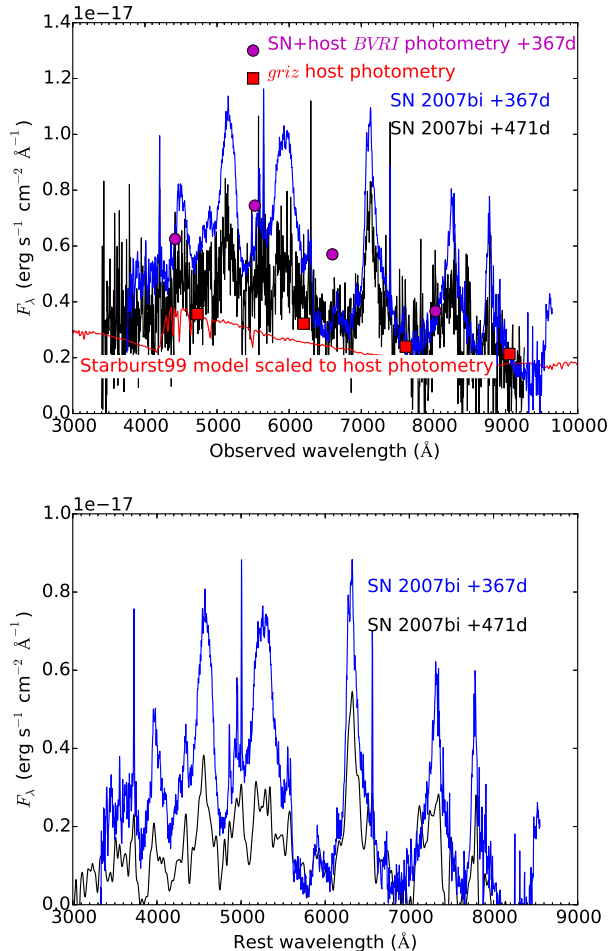 1e−17
1.4
1.2
1.0
0.8
0.6
0.4
0.2
0.0
F_λ (erg s⁻¹ cm⁻² Å⁻¹)
SN+host BVRI photometry +367d
griz host photometry
SN 2007bi +367d
SN 2007bi +471d
Starburst99 model scaled to host photometry
3000 4000 5000 6000 7000 8000 9000 10000
Observed wavelength (Å)
1e−17
1.0
0.8
0.6
0.4
0.2
0.0
F_λ (erg s⁻¹ cm⁻² Å⁻¹)
SN 2007bi +367d
SN 2007bi +471d
3000 4000 5000 6000 7000 8000 9000
Rest wavelength (Å)